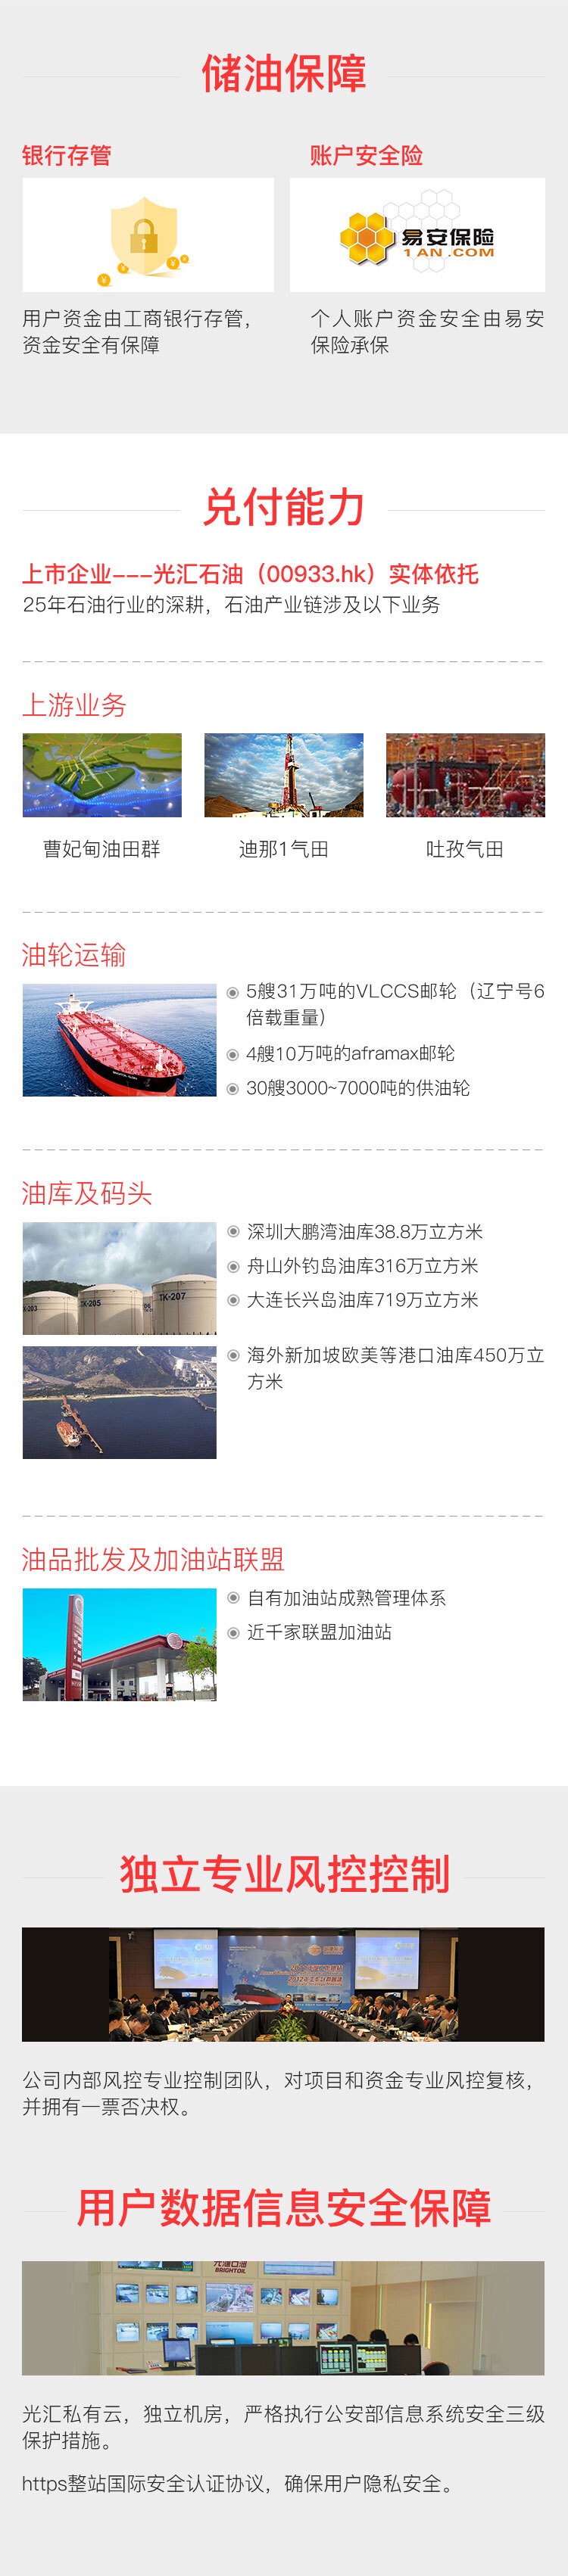 储油保障
银行存管
账户安全险
易安保险
1AN.COM
用户资金由工商银行存管，
资金安全有保障
个人账户资金安全由易安
保险承保
兑付能力
上市企业---光汇石油（00933.hk）实体依托
25年石油行业的深耕，石油产业链涉及以下业务
上游业务
曹妃甸油田群
迪那1气田
吐孜气田
油轮运输
5艘31万吨的VLCCS邮轮（辽宁号6
倍载重量）
4艘10万吨的aframax邮轮
30艘3000~7000吨的供油轮
油库及码头
TK-205
TK-207
深圳大鹏湾油库38.8万立方米
舟山外钓岛油库316万立方米
大连长兴岛油库719万立方米
海外新加坡欧美等港口油库450万立
方米
油品批发及加油站联盟
自有加油站成熟管理体系
近千家联盟加油站
独立专业风控控制
公司内部风控专业控制团队，对项目和资金专业风控复核，
并拥有一票否决权。
用户数据信息安全保障
BRIGHTOIL
光汇私有云，独立机房，严格执行公安部信息系统安全三级
保护措施。
https整站国际安全认证协议，确保用户隐私安全。